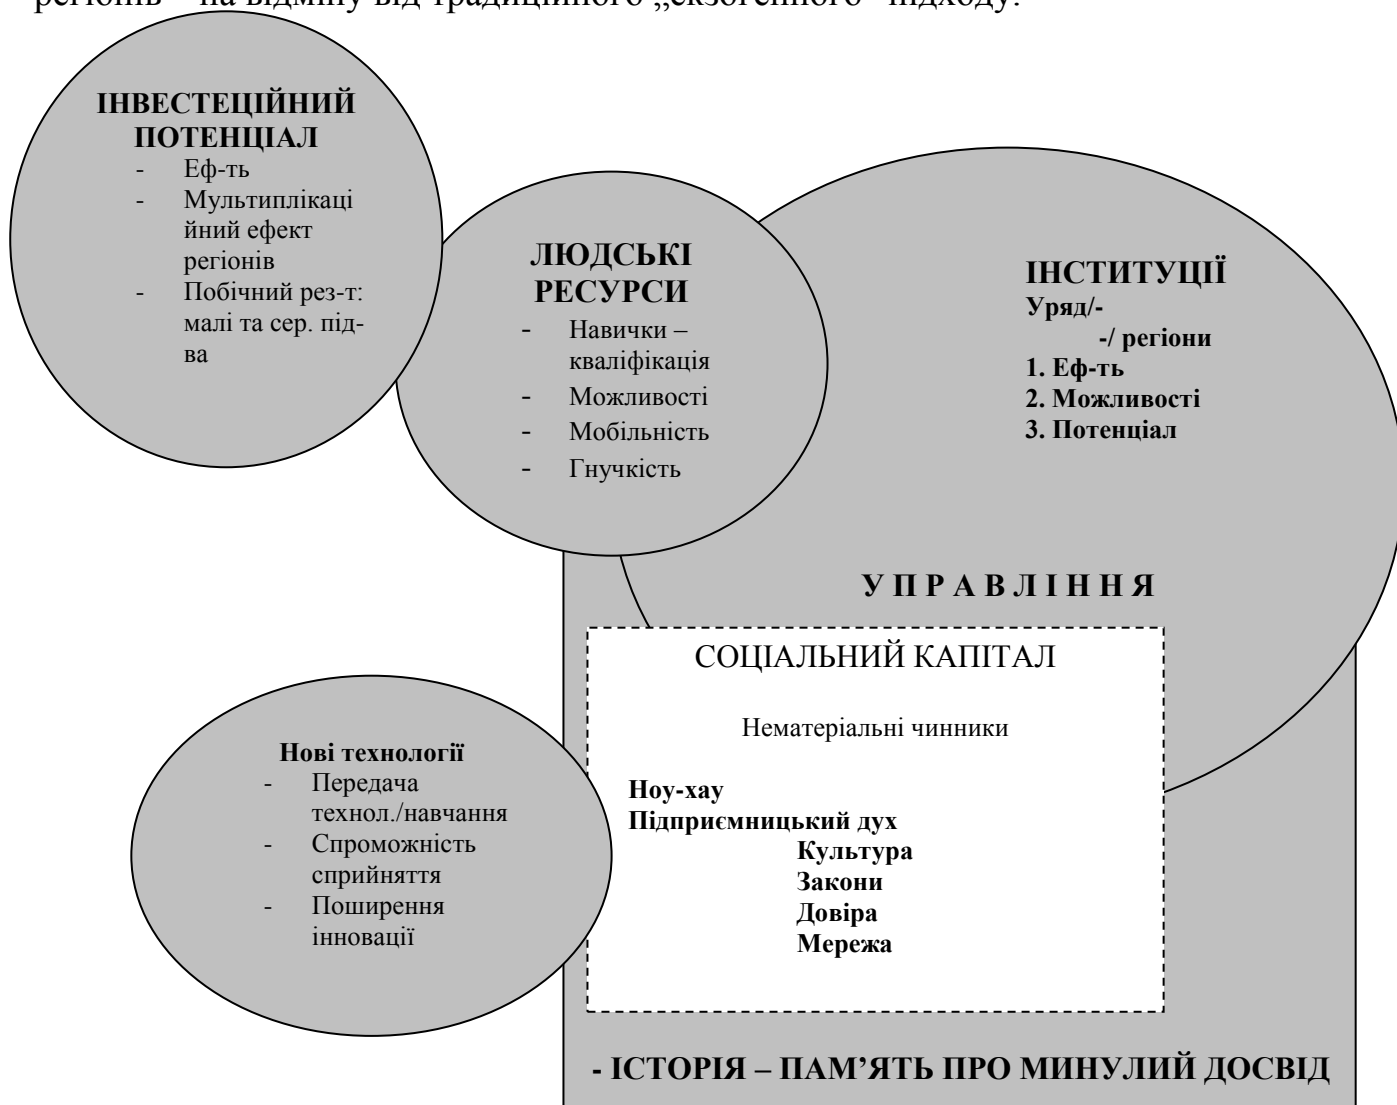 регіонів – на відміну від традиційного „екзогенного” підходу.
ІНВЕСТЕЦІЙНИЙ
ПОТЕНЦІАЛ
- Еф-ть
- Мультиплікаці
йний ефект
регіонів
- Побічний рез-т:
малі та сер. під-
ва
ЛЮДСЬКІ
РЕСУРСИ
- Навички –
кваліфікація
- Можливості
- Мобільність
- Гнучкість
ІНСТИТУЦІЇ
Уряд/-
-/ регіони
1. Еф-ть
2. Можливості
3. Потенціал
У П Р А В Л І Н Н Я
СОЦІАЛЬНИЙ КАПІТАЛ
Нематеріальні чинники
Ноу-хау
Підприємницький дух
Культура
Закони
Довіра
Мережа
Нові технології
- Передача
технол./навчання
- Спроможність
сприйняття
- Поширення
інновації
- ІСТОРІЯ – ПАМ’ЯТЬ ПРО МИНУЛИЙ ДОСВІД